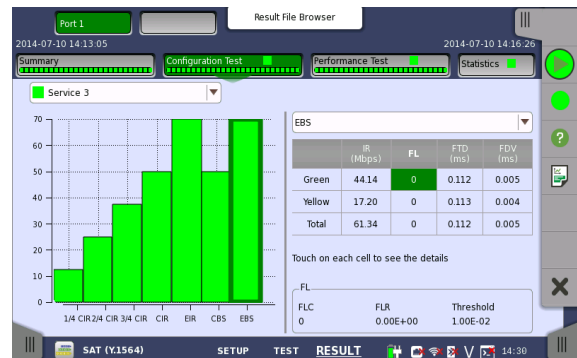 Port 1
Result File Browser
2014-07-10 14:13:05
2014-07-10 14:16:26
Summary
Configuration Test
Performance Test
Statistics
Service 3
EBS
70
60
50
40
30
20
10
0
1/4 CIR 2/4 CIR 3/4 CIR CIR EIR CBS EBS
IR (Mbps) FL FTD (ms) FDV (ms)
Green 44.14 0 0.112 0.005
Yellow 17.20 0 0.113 0.004
Total 61.34 0 0.112 0.005
Touch on each cell to see the details
FL
FLC FLR Threshold
0 0.00E+00 1.00E-02
SAT (Y.1564) SETUP TEST RESULT V 14:30